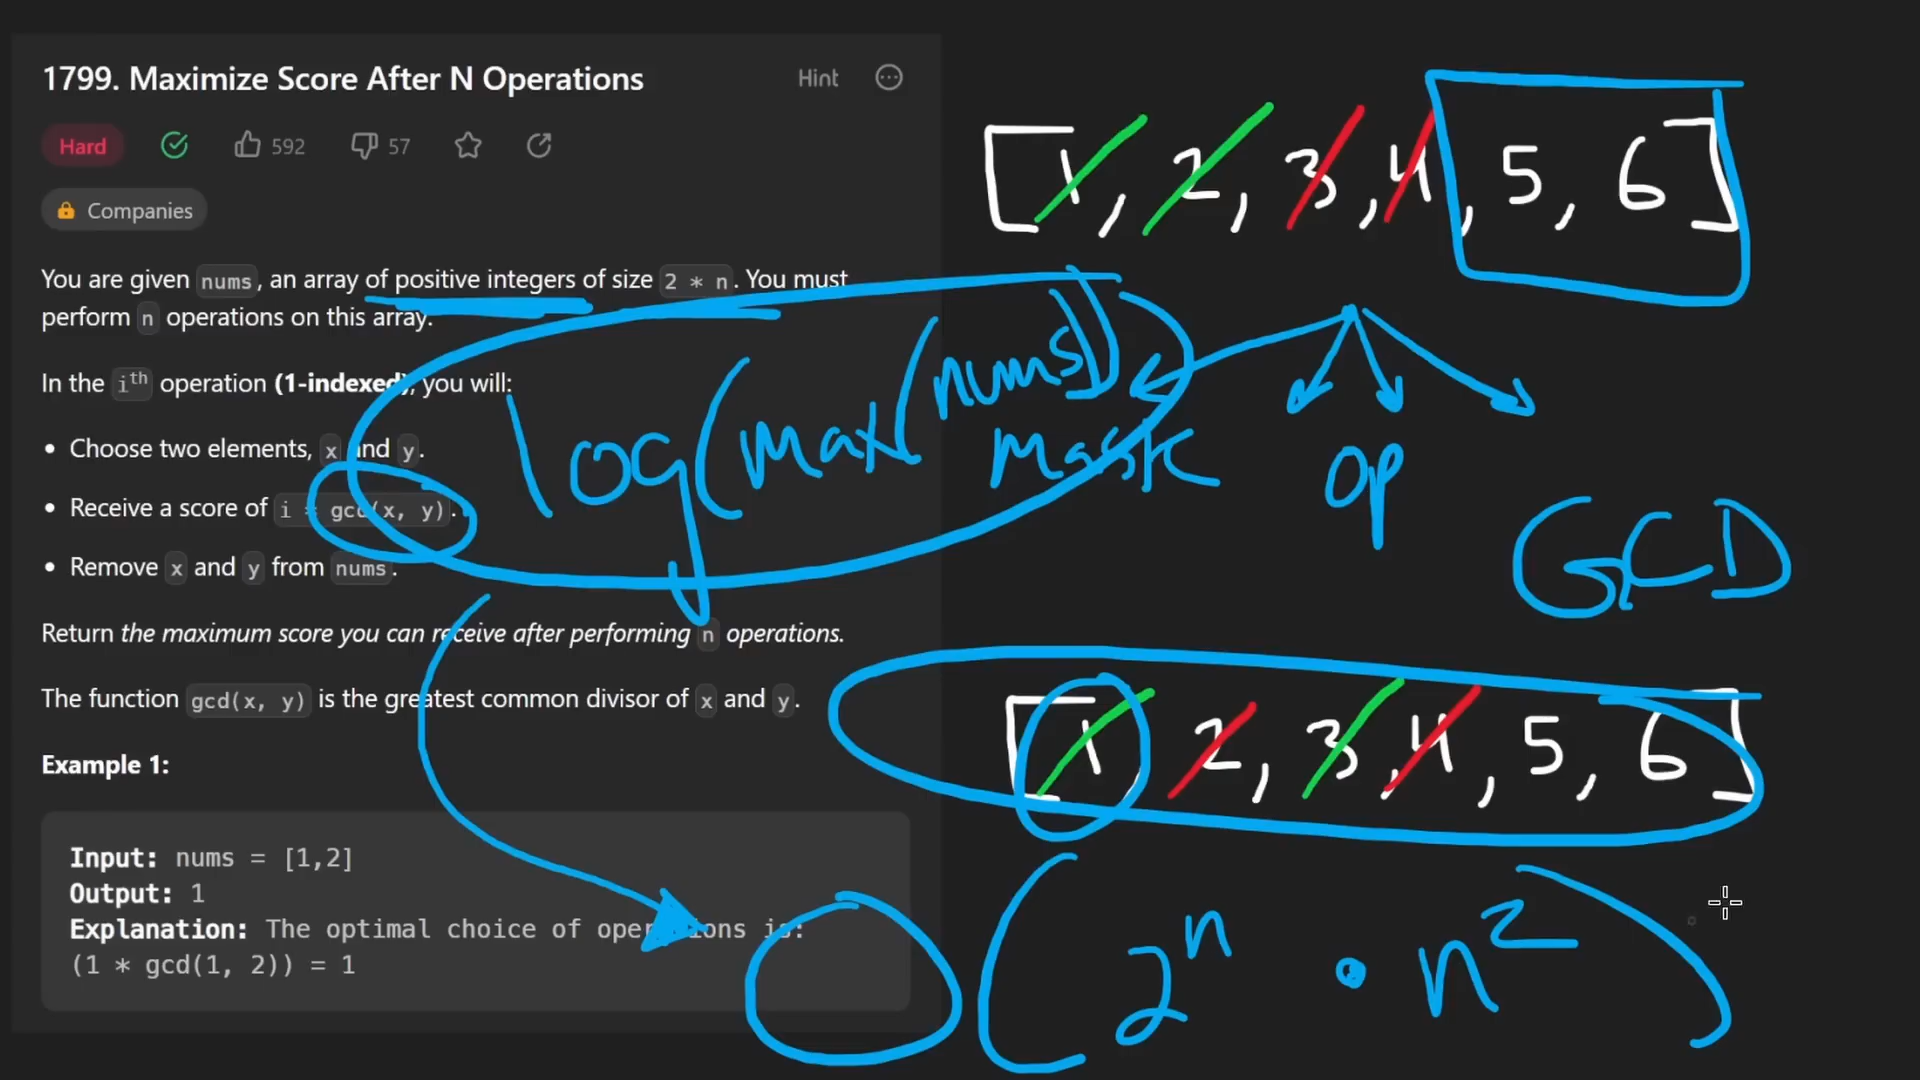 1799. Maximize Score After N Operations
Hint
Hard
592
57
Companies
You are given nums, an array of positive integers of size 2 * n. You must
perform n operations on this array.
In the ith operation (1-indexed), you will:
• Choose two elements, x and y.
• Receive a score of i * gcd(x, y).
• Remove x and y from nums.
Return the maximum score you can receive after performing n operations.
The function gcd(x, y) is the greatest common divisor of x and y.
Example 1:
Input: nums = [1,2]
Output: 1
Explanation: The optimal choice of operations is:
(1 * gcd(1, 2)) = 1
[1, 2, 3, 4, 5, 6]
log(max(nums))
mask
op
GCD
[1, 2, 3, 4, 5, 6]
(2^n · n^2)